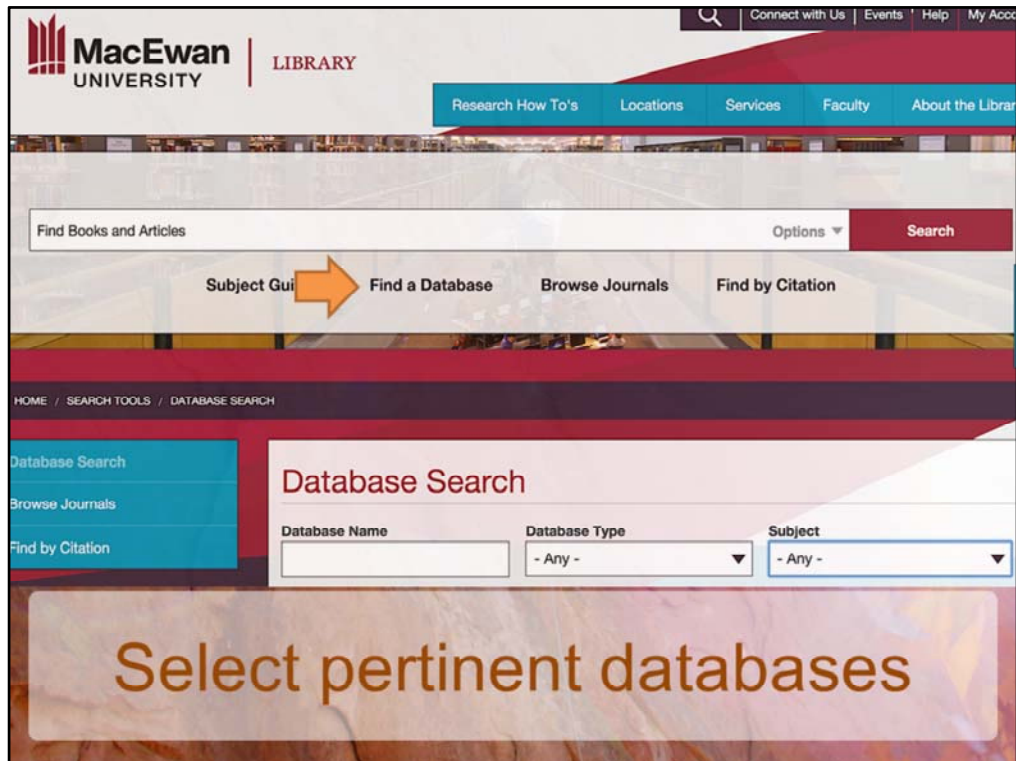 Connect with Us | Events Help My Acco
MacEwan
UNIVERSITY
LIBRARY
Research How To's Locations Services Faculty About the Librar
Find Books and Articles Options ▼ Search
Subject Gui Find a Database Browse Journals Find by Citation
HOME / SEARCH TOOLS / DATABASE SEARCH
Database Search
Browse Journals
Find by Citation
Database Search
Database Name Database Type Subject
- Any - ▼ - Any - ▼
Select pertinent databases